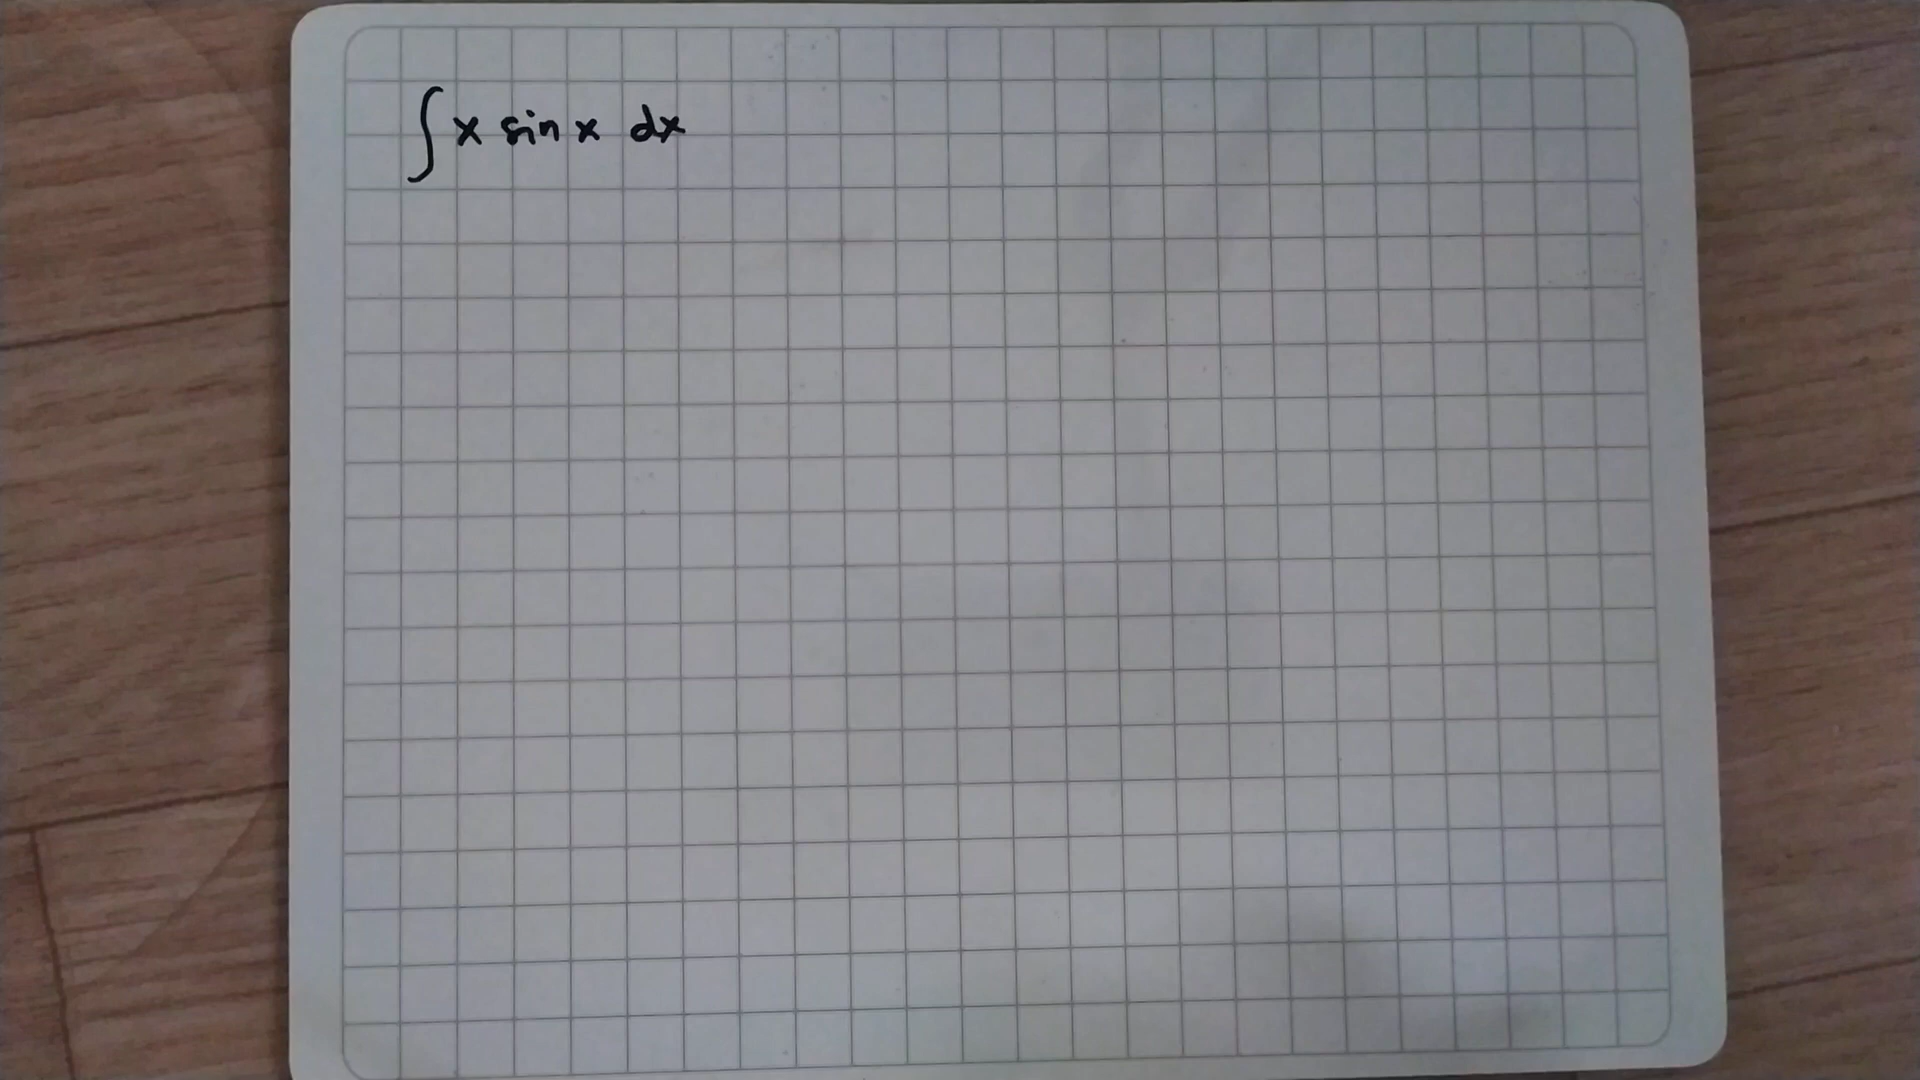 ∫ x sin x dx